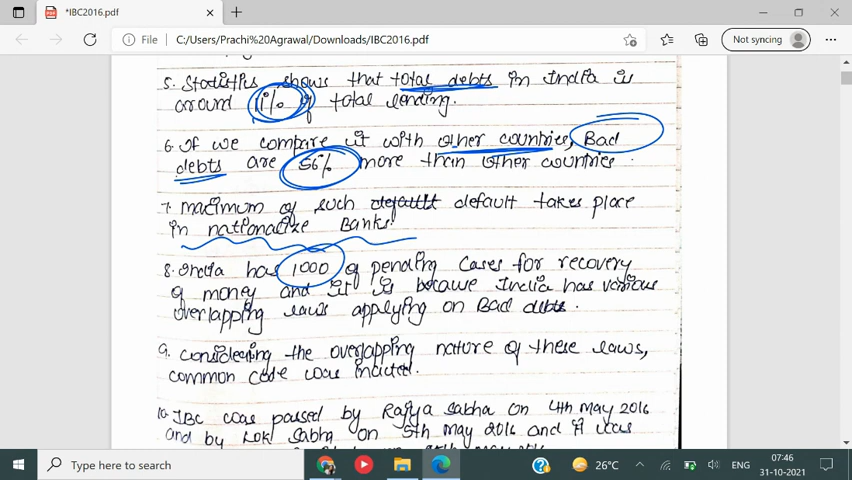 *IBC2016.pdf
File C:/Users/Prachi%20Agrawal/Downloads/IBC2016.pdf Not syncing
5. Statistics shows that total debts in India is
around 11% of total lending.
6. If we compare it with other countries, Bad
debts are 56% more than other countries.
7. maximum of such default default takes place
in nationalize Banks.
8. India has 1000 of pending cases for recovery
of money and it is because India has various
overlapping laws applying on Bad debts.
9. considering the overlapping nature of these laws,
common code was inacted.
10. IBC was passed by Rajya Sabha on 4th may 2016
and by Lok Sabha on 5th may 2016 and it was
Type here to search
26°C
ENG
07:46
31-10-2021